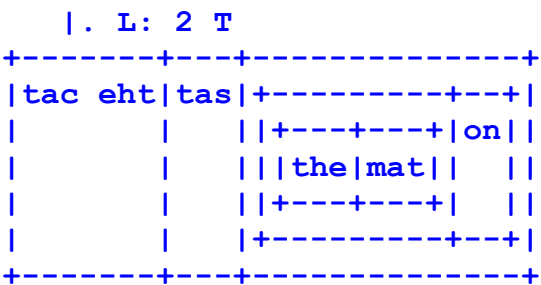 |. L: 2 T
+-------+---+--------------+
|tac eht|tas|+---------+--+|
|       |   ||+---+---+|on||
|       |   |||the|mat||  ||
|       |   ||+---+---+|  ||
|       |   |+---------+--+|
+-------+---+--------------+